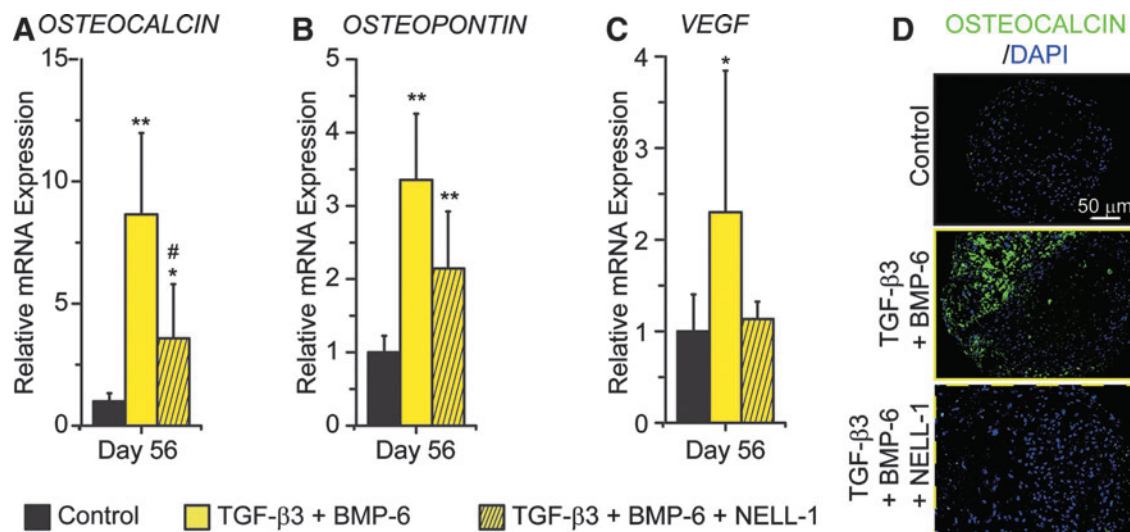 A OSTEOCALCIN
15
10
5
0
Relative mRNA Expression
**
#
*
Day 56
B OSTEOPONTIN
5
4
3
2
1
0
Relative mRNA Expression
**
**
Day 56
C VEGF
4
3
2
1
0
Relative mRNA Expression
*
Day 56
D OSTEOCALCIN
/DAPI
Control
50 μm
TGF-β3
+ BMP-6
TGF-β3
+ BMP-6
+ NELL-1
Control
TGF-β3 + BMP-6
TGF-β3 + BMP-6 + NELL-1